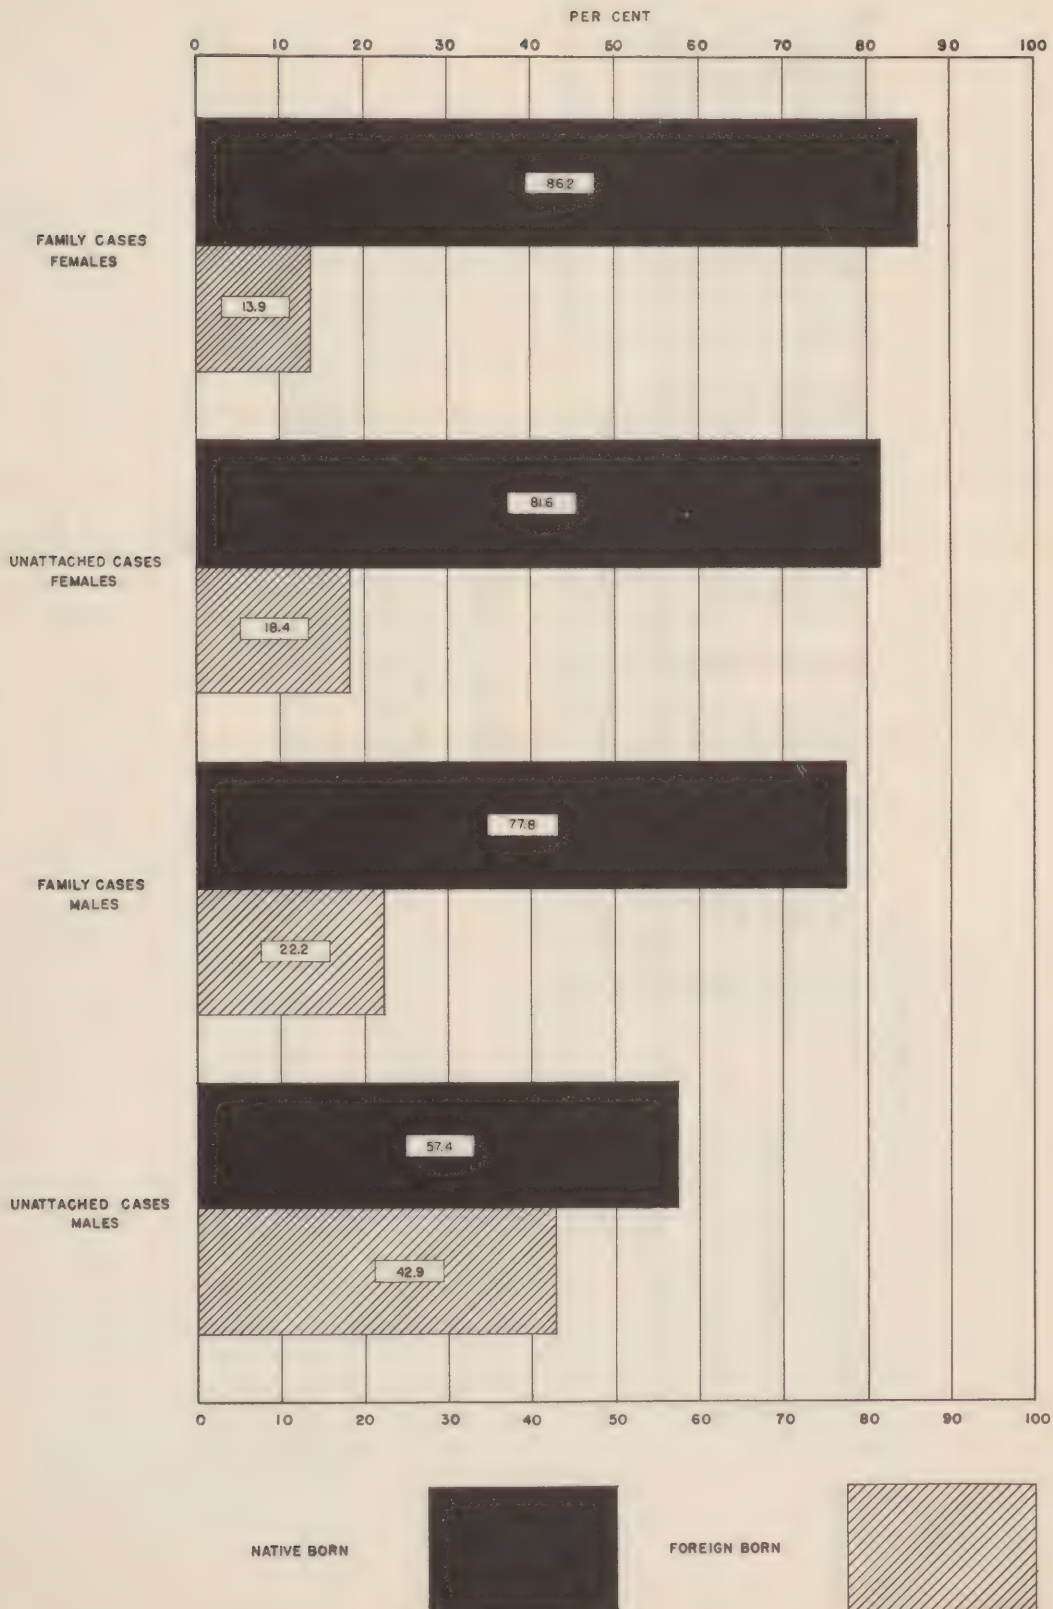 PER CENT
0 10 20 30 40 50 60 70 80 90 100
86.2
FAMILY CASES
FEMALES
13.9
81.6
UNATTACHED CASES
FEMALES
18.4
77.8
FAMILY CASES
MALES
22.2
57.4
UNATTACHED CASES
MALES
42.9
0 10 20 30 40 50 60 70 80 90 100
NATIVE BORN FOREIGN BORN